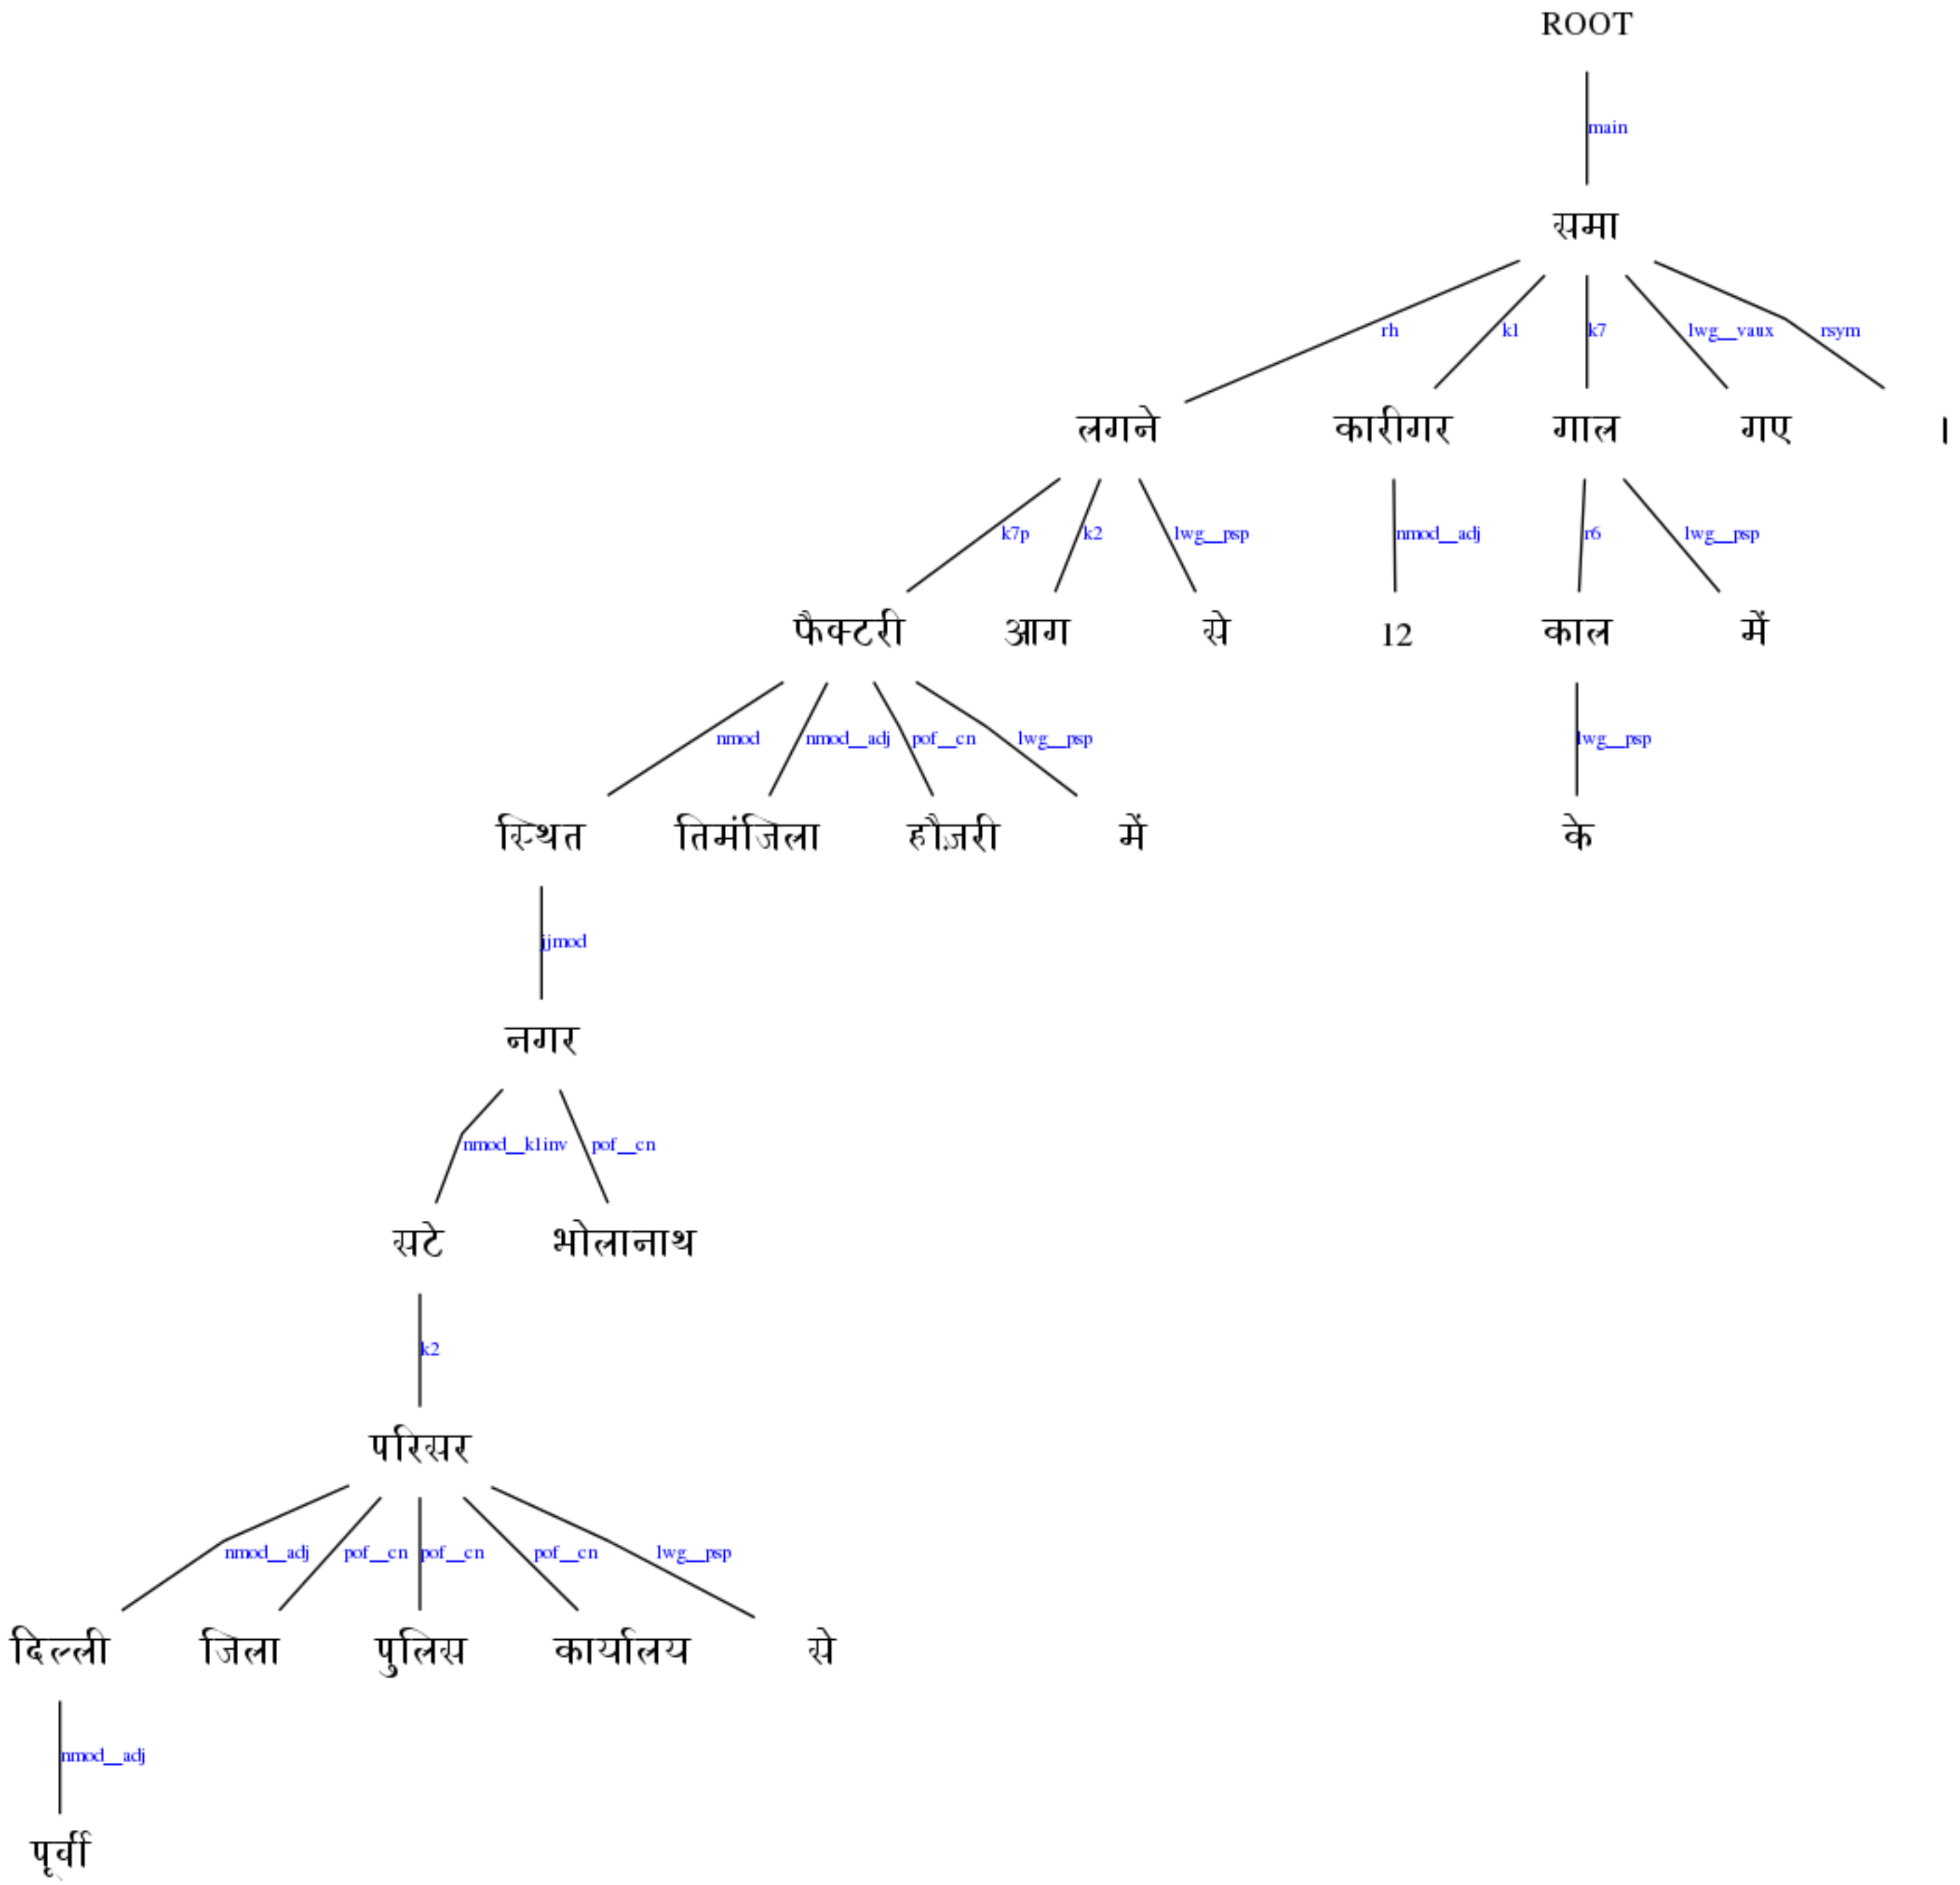 ROOT
main
समा
rh k1 k7 lwg__vaux rsym
लगने कारीगर गाल गए ।
k7p k2 lwg__psp nmod__adj r6 lwg__psp
फैक्टरी आग से 12 काल में
nmod nmod__adj pof__cn lwg__psp lwg__psp
स्थित तिमंजिला हौज़री में के
jjmod
नगर
nmod__k1inv pof__cn
सटे भोलानाथ
k2
परिसर
nmod__adj pof__cn pof__cn pof__cn lwg__psp
दिल्ली जिला पुलिस कार्यालय से
nmod__adj
पूर्वी